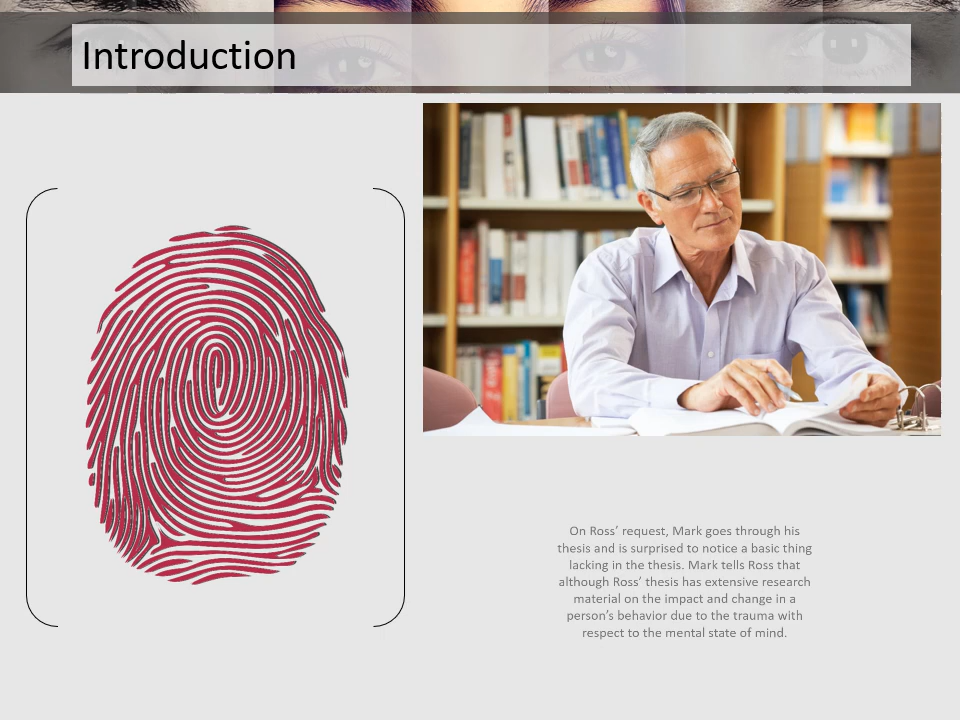 Introduction
On Ross’ request, Mark goes through his
thesis and is surprised to notice a basic thing
lacking in the thesis. Mark tells Ross that
although Ross’ thesis has extensive research
material on the impact and change in a
person’s behavior due to the trauma with
respect to the mental state of mind.